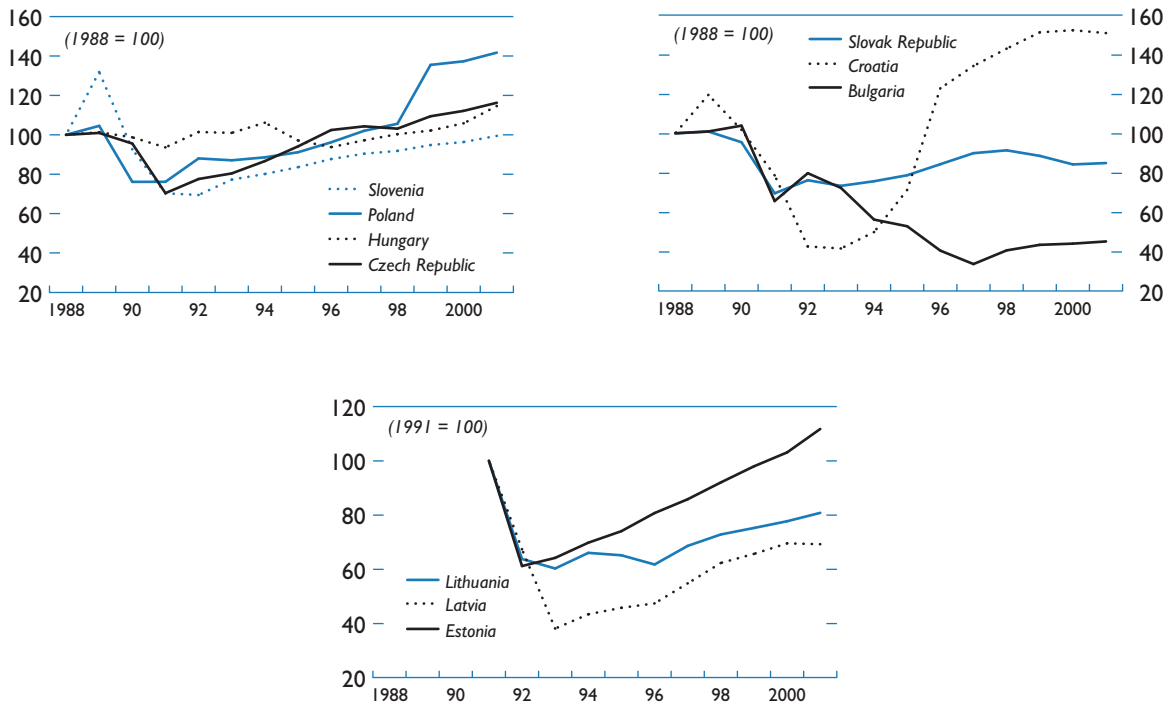 160
(1988 = 100)
140
120
100
80
60
40
20
Slovenia
Poland
Hungary
Czech Republic
1988 90 92 94 96 98 2000
160
(1988 = 100)
Slovak Republic
Croatia
Bulgaria
140
120
100
80
60
40
20
1988 90 92 94 96 98 2000
120
(1991 = 100)
100
80
60
40
20
Lithuania
Latvia
Estonia
1988 90 92 94 96 98 2000